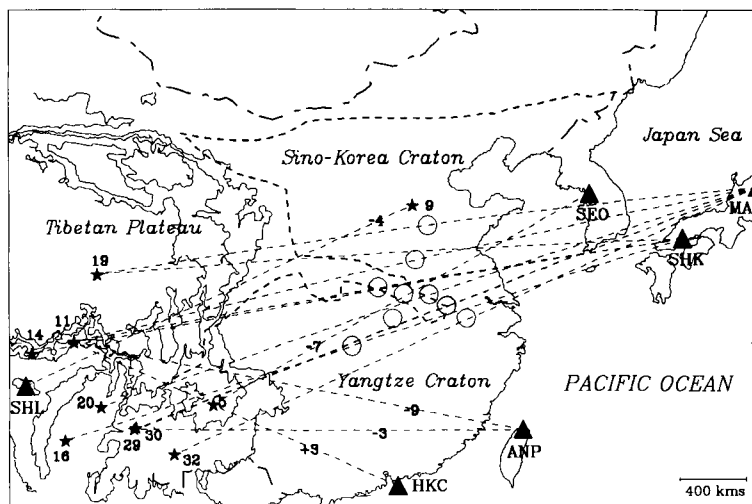 Japan Sea
Sino-Korea Craton
9
-4
SEO
MA
Tibetan Plateau
SHK
19
11
14
-7
SHL
Yangtze Craton
PACIFIC OCEAN
20
-9
-3
30
29
ANP
16
+3
32
HKC
400 kms